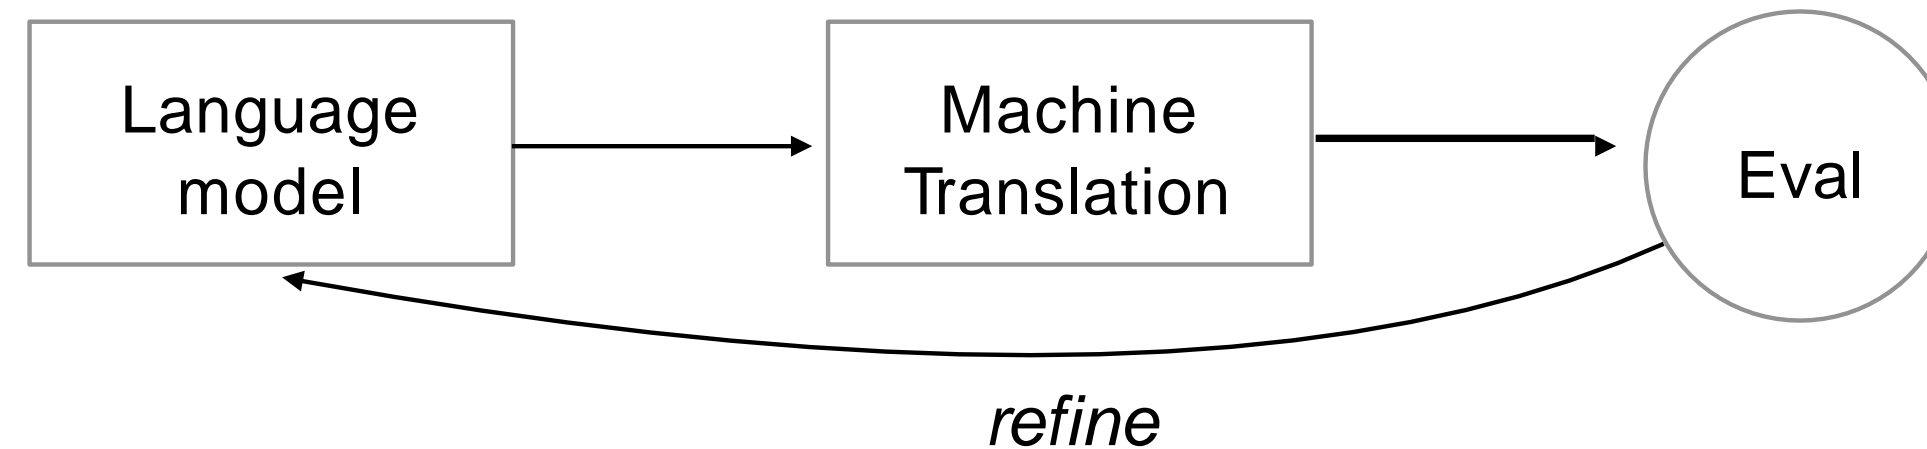 Language
model
Machine
Translation
Eval
refine